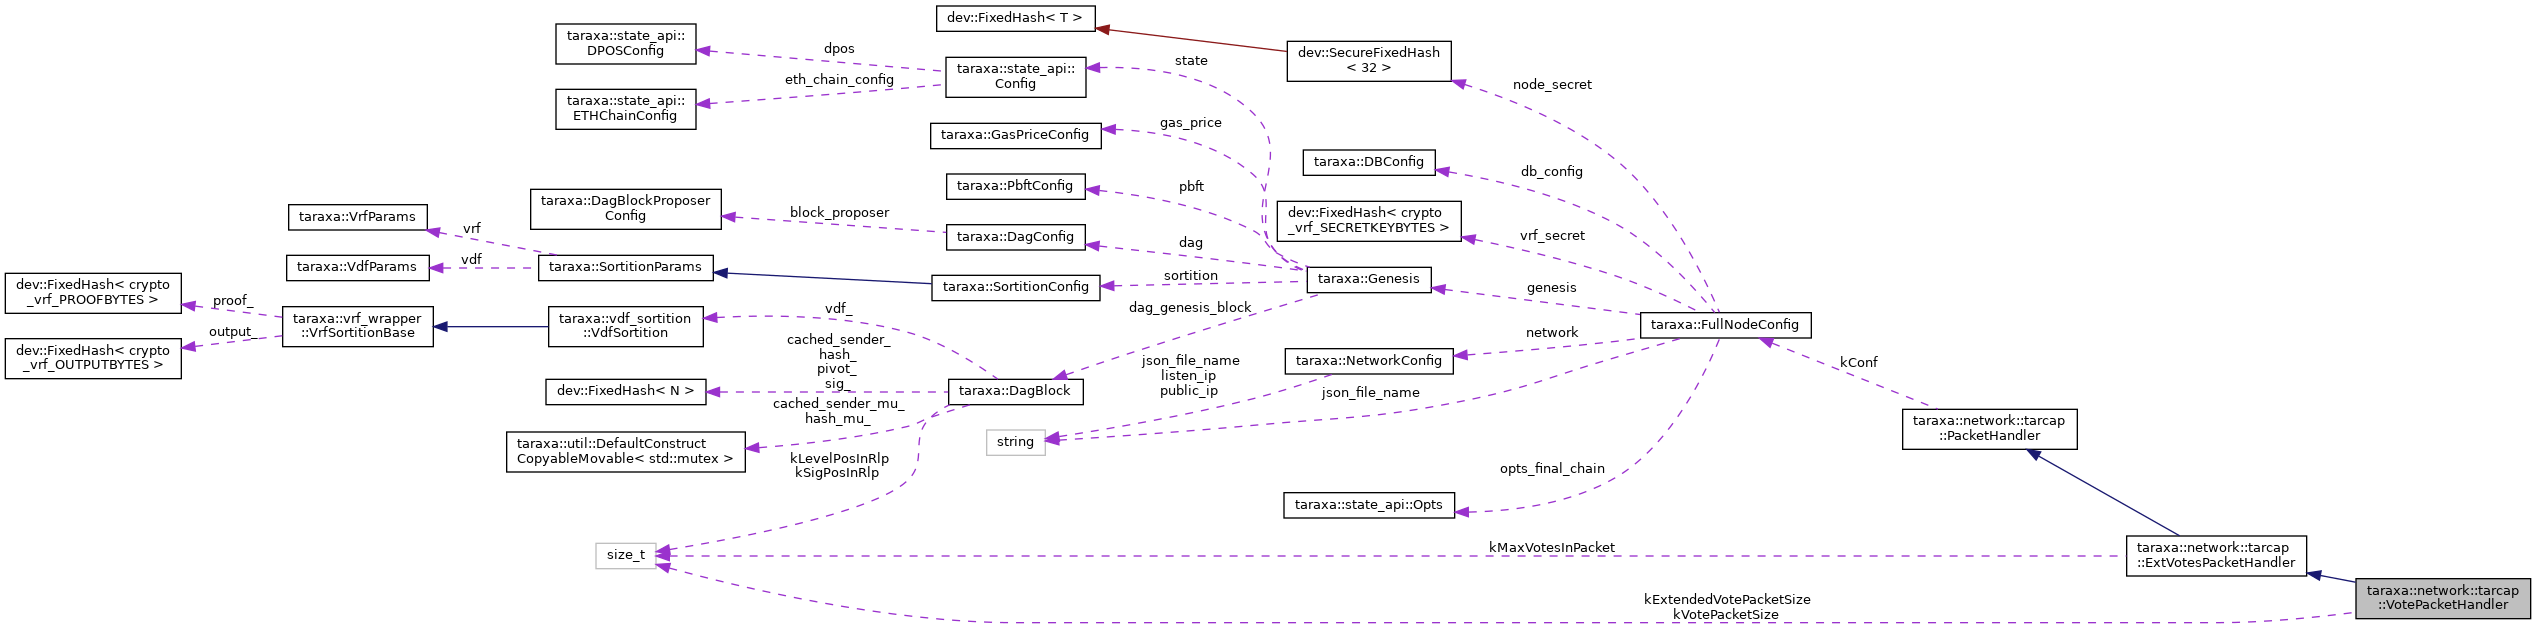 dev::FixedHash< T >
taraxa::state_api::
DPOSConfig
dpos
dev::SecureFixedHash
< 32 >
taraxa::state_api::
Config
state
eth_chain_config
node_secret
taraxa::state_api::
ETHChainConfig
gas_price
taraxa::GasPriceConfig
taraxa::DBConfig
db_config
taraxa::PbftConfig
pbft
taraxa::DagBlockProposer
Config
block_proposer
dev::FixedHash< crypto
_vrf_SECRETKEYBYTES >
taraxa::VrfParams
vrf
taraxa::DagConfig
dag
vrf_secret
taraxa::VdfParams
vdf
taraxa::SortitionParams
sortition
taraxa::SortitionConfig
taraxa::Genesis
genesis
dev::FixedHash< crypto
_vrf_PROOFBYTES >
proof_
taraxa::vrf_wrapper
::VrfSortitionBase
taraxa::vdf_sortition
::VdfSortition
vdf_
dag_genesis_block
taraxa::FullNodeConfig
output_
dev::FixedHash< crypto
_vrf_OUTPUTBYTES >
cached_sender_
hash_
pivot_
sig_
network
taraxa::NetworkConfig
json_file_name
listen_ip
public_ip
kConf
dev::FixedHash< N >
taraxa::DagBlock
json_file_name
cached_sender_mu_
hash_mu_
taraxa::network::tarcap
::PacketHandler
taraxa::util::DefaultConstruct
CopyableMovable< std::mutex >
string
kLevelPosInRlp
kSigPosInRlp
opts_final_chain
taraxa::state_api::Opts
size_t
kMaxVotesInPacket
taraxa::network::tarcap
::ExtVotesPacketHandler
kExtendedVotePacketSize
kVotePacketSize
taraxa::network::tarcap
::VotePacketHandler